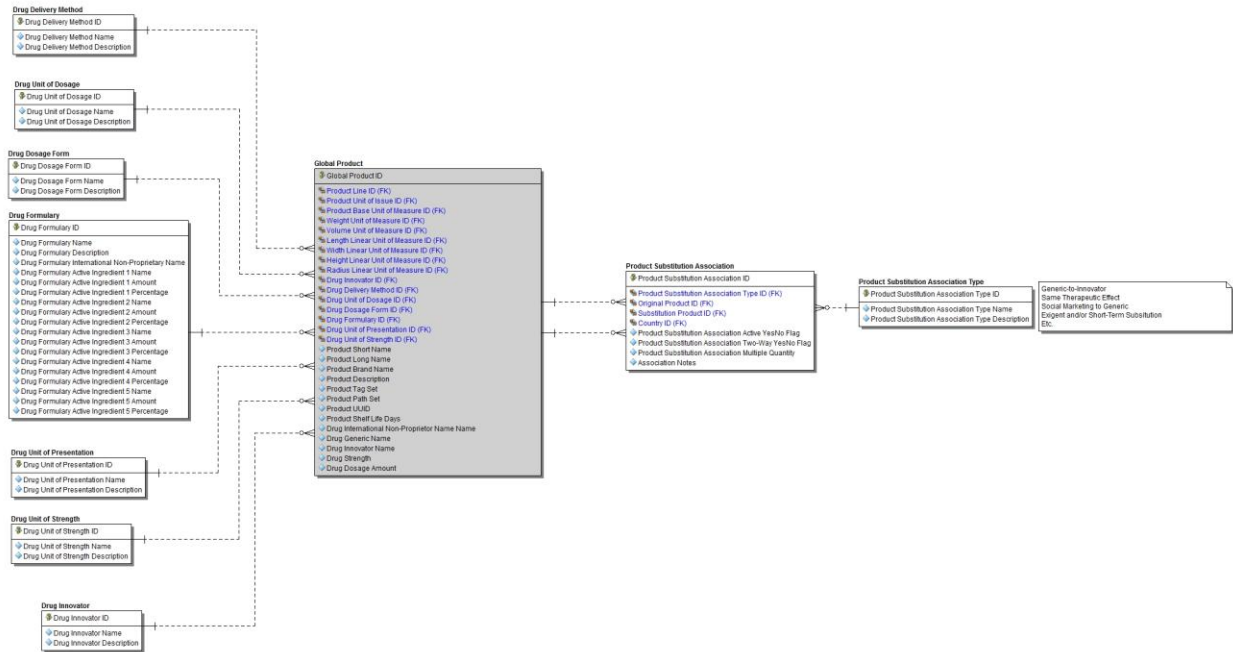 Drug Delivery Method
Drug Delivery Method ID
Drug Delivery Method Name
Drug Delivery Method Description
Drug Unit of Dosage
Drug Unit of Dosage ID
Drug Unit of Dosage Name
Drug Unit of Dosage Description
Drug Dosage Form
Drug Dosage Form ID
Drug Dosage Form Name
Drug Dosage Form Description
Drug Formulary
Drug Formulary ID
Drug Formulary Name
Drug Formulary Description
Drug Formulary International Non-Proprietary Name
Drug Formulary Active Ingredient 1 Name
Drug Formulary Active Ingredient 1 Amount
Drug Formulary Active Ingredient 1 Percentage
Drug Formulary Active Ingredient 2 Name
Drug Formulary Active Ingredient 2 Amount
Drug Formulary Active Ingredient 2 Percentage
Drug Formulary Active Ingredient 3 Name
Drug Formulary Active Ingredient 3 Amount
Drug Formulary Active Ingredient 3 Percentage
Drug Formulary Active Ingredient 4 Name
Drug Formulary Active Ingredient 4 Amount
Drug Formulary Active Ingredient 4 Percentage
Drug Formulary Active Ingredient 5 Name
Drug Formulary Active Ingredient 5 Amount
Drug Formulary Active Ingredient 5 Percentage
Drug Unit of Presentation
Drug Unit of Presentation ID
Drug Unit of Presentation Name
Drug Unit of Presentation Description
Drug Unit of Strength
Drug Unit of Strength ID
Drug Unit of Strength Name
Drug Unit of Strength Description
Drug Innovator
Drug Innovator ID
Drug Innovator Name
Drug Innovator Description
Global Product
Global Product ID
Product Line ID (FK)
Product Unit of Issue ID (FK)
Product Base Unit of Measure ID (FK)
Weight Unit of Measure ID (FK)
Volume Unit of Measure ID (FK)
Length Linear Unit of Measure ID (FK)
Width Linear Unit of Measure ID (FK)
Height Linear Unit of Measure ID (FK)
Radius Linear Unit of Measure ID (FK)
Drug Innovator ID (FK)
Drug Delivery Method ID (FK)
Drug Unit of Dosage ID (FK)
Drug Dosage Form ID (FK)
Drug Formulary ID (FK)
Drug Unit of Presentation ID (FK)
Drug Unit of Strength ID (FK)
Product Short Name
Product Long Name
Product Brand Name
Product Description
Product Tag Set
Product Path Set
Product UUID
Product Shelf Life Days
Drug International Non-Proprietor Name Name
Drug Generic Name
Drug Innovator Name
Drug Strength
Drug Dosage Amount
Product Substitution Association
Product Substitution Association ID
Product Substitution Association Type ID (FK)
Original Product ID (FK)
Substitution Product ID (FK)
Country ID (FK)
Product Substitution Association Active YesNo Flag
Product Substitution Association Two-Way YesNo Flag
Product Substitution Association Multiple Quantity
Association Notes
Product Substitution Association Type
Product Substitution Association Type ID
Product Substitution Association Type Name
Product Substitution Association Type Description
Generic-to-Innovator
Same Therapeutic Effect
Social Marketing to Generic
Exigent and/or Short-Term Subsitution
Etc.